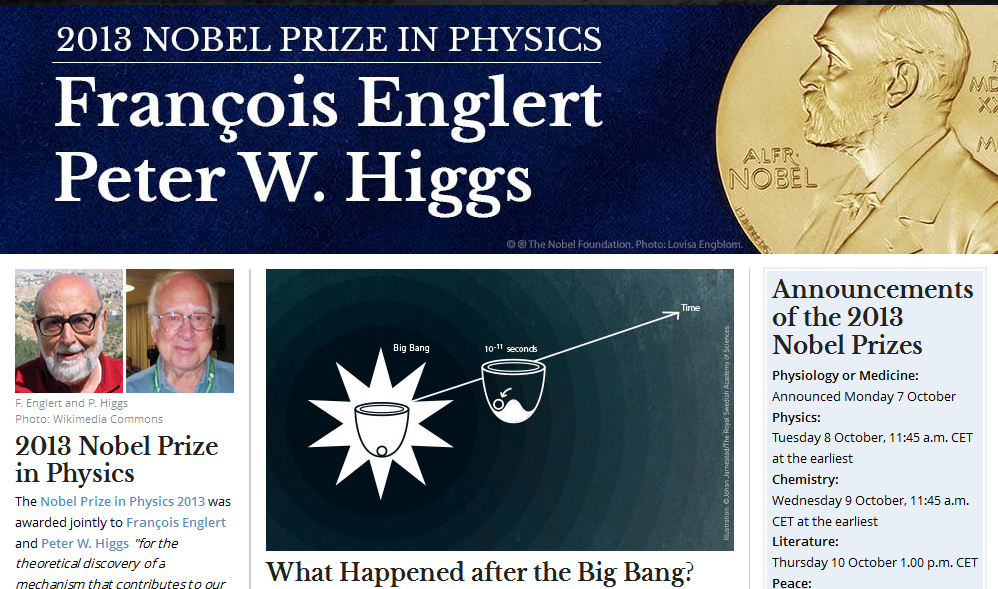 2013 NOBEL PRIZE IN PHYSICS
François Englert
Peter W. Higgs
ALFR·
NOBEL
© ® The Nobel Foundation. Photo: Lovisa Engblom.
F. Englert and P. Higgs
Photo: Wikimedia Commons
2013 Nobel Prize
in Physics
The Nobel Prize in Physics 2013 was
awarded jointly to François Englert
and Peter W. Higgs "for the
theoretical discovery of a
mechanism that contributes to our
Big Bang
10⁻¹¹ seconds
Time
Illustration: © Johan Jarnestad/The Royal Swedish Academy of Sciences
What Happened after the Big Bang?
Announcements
of the 2013
Nobel Prizes
Physiology or Medicine:
Announced Monday 7 October
Physics:
Tuesday 8 October, 11:45 a.m. CET
at the earliest
Chemistry:
Wednesday 9 October, 11:45 a.m.
CET at the earliest
Literature:
Thursday 10 October 1.00 p.m. CET
Peace: